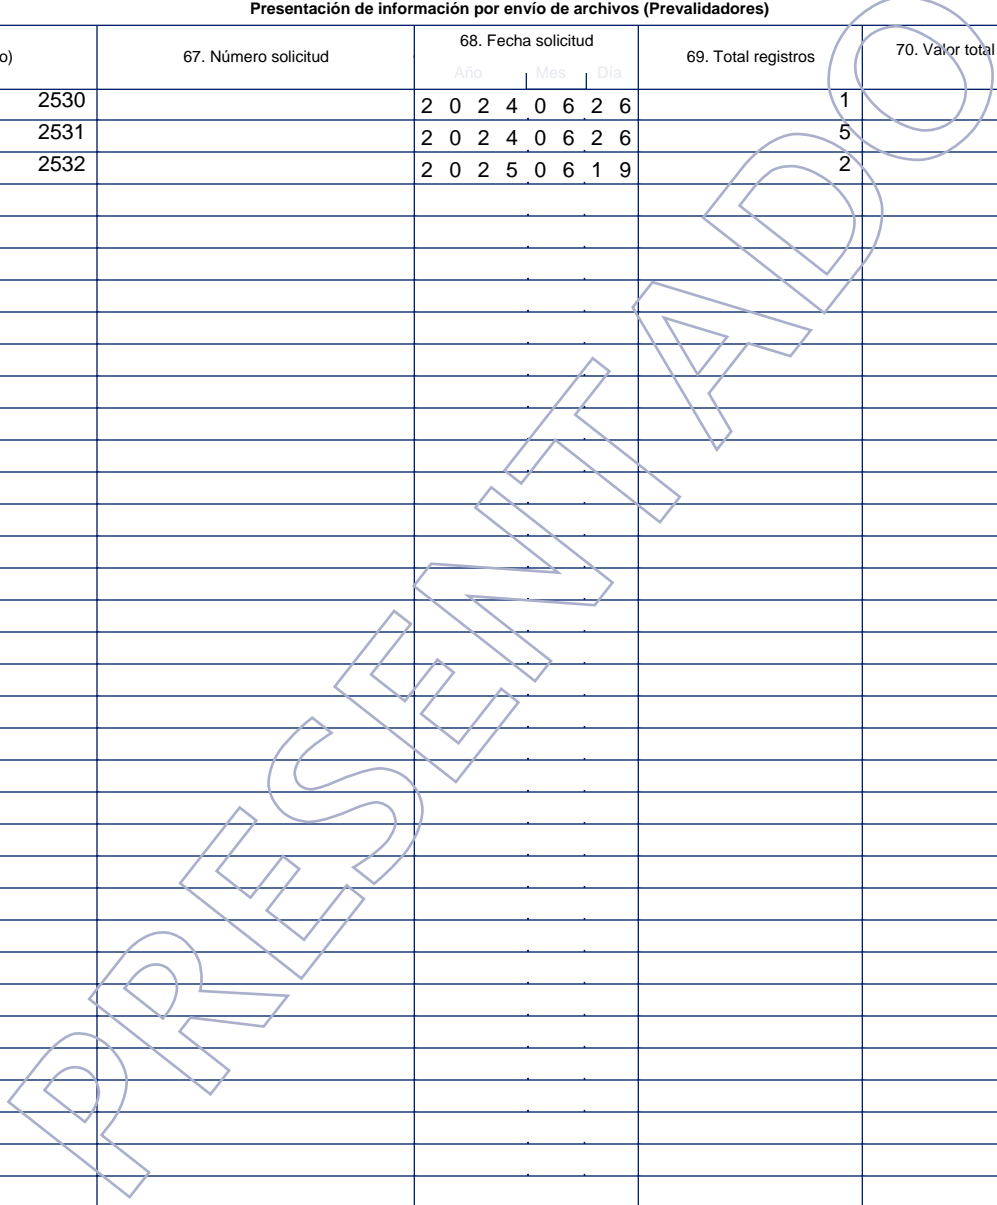 Presentación de información por envío de archivos (Prevalidadores)
o) 67. Número solicitud 68. Fecha solicitud 69. Total registros 70. Valor total
Año Mes Día
2530 2 0 2 4 0 6 2 6 1
2531 2 0 2 4 0 6 2 6 5
2532 2 0 2 5 0 6 1 9 2
PRESENTADO